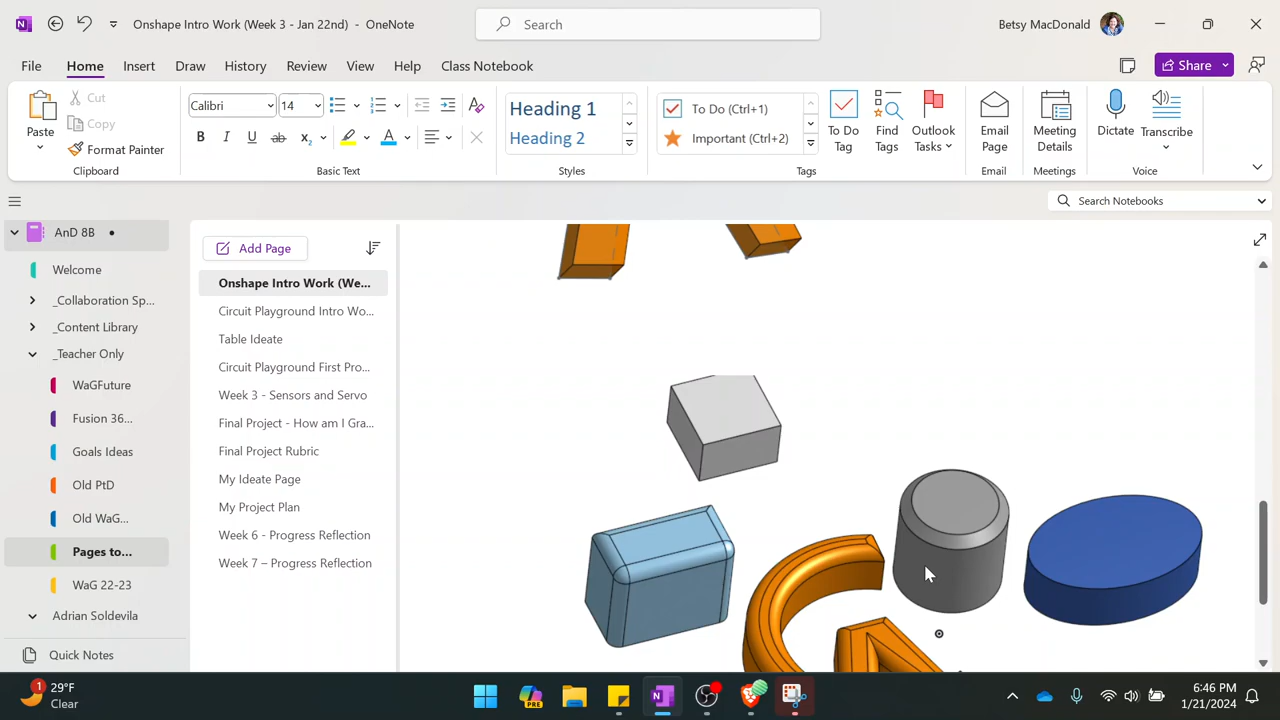 Onshape Intro Work (Week 3 - Jan 22nd) - OneNote
Search
Betsy MacDonald
File Home Insert Draw History Review View Help Class Notebook
Share
Paste
Cut
Copy
Format Painter
Clipboard
Calibri 14
Basic Text
Heading 1
Heading 2
Styles
To Do (Ctrl+1)
Important (Ctrl+2)
Tags
To Do
Tag
Find
Tags
Outlook
Tasks
Email
Page
Email
Meeting
Details
Meetings
Dictate
Transcribe
Voice
Search Notebooks
AnD 8B
Welcome
_Collaboration Sp...
_Content Library
_Teacher Only
WaGFuture
Fusion 36...
Goals Ideas
Old PtD
Old WaG...
Pages to...
WaG 22-23
Adrian Soldevila
Quick Notes
Add Page
Onshape Intro Work (We...
Circuit Playground Intro Wo...
Table Ideate
Circuit Playground First Pro...
Week 3 - Sensors and Servo
Final Project - How am I Gra...
Final Project Rubric
My Ideate Page
My Project Plan
Week 6 - Progress Reflection
Week 7 – Progress Reflection
1
29°F
Clear
PRE
6:46 PM
1/21/2024